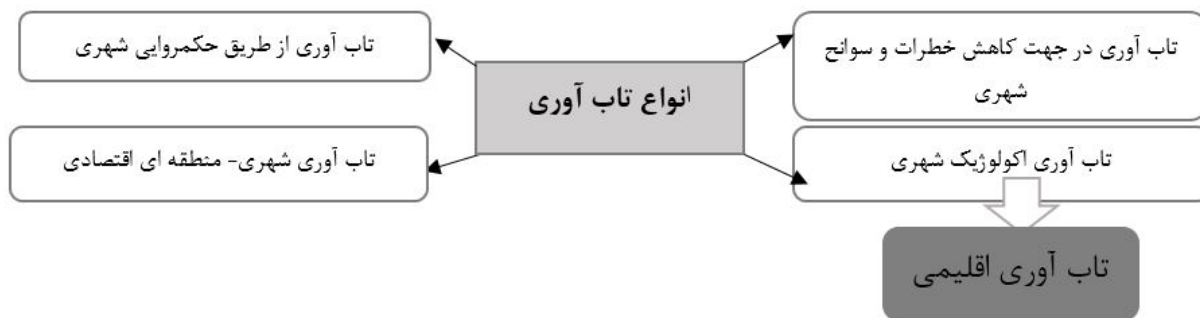 تاب آوری در جهت کاهش خطرات و سوانح
شهری
تاب آوری از طریق حکمروایی شهری
انواع تاب آوری
تاب آوری اکولوژیک شهری
تاب آوری شهری- منطقه ای اقتصادی
تاب آوری اقلیمی